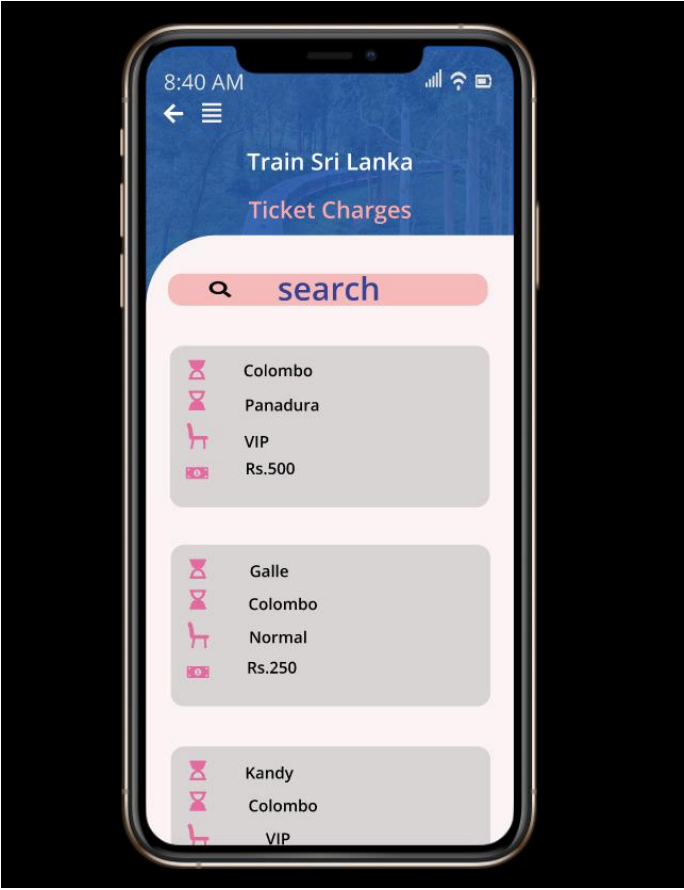 8:40 AM
Train Sri Lanka
Ticket Charges
search
Colombo
Panadura
VIP
Rs.500
Galle
Colombo
Normal
Rs.250
Kandy
Colombo
VIP